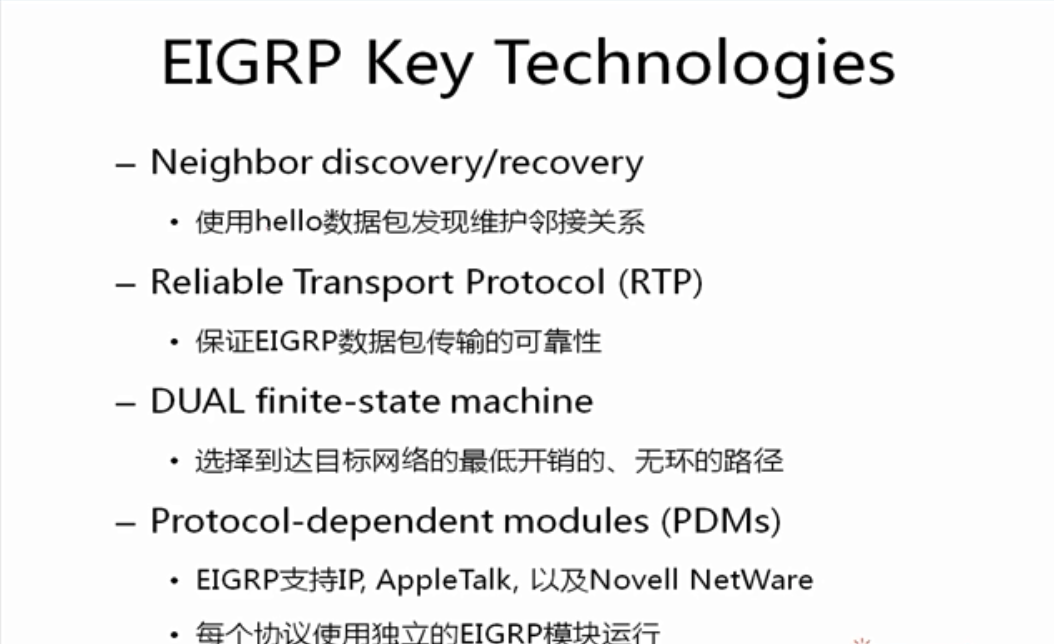 EIGRP Key Technologies
– Neighbor discovery/recovery
• 使用hello数据包发现维护邻接关系
– Reliable Transport Protocol (RTP)
• 保证EIGRP数据包传输的可靠性
– DUAL finite-state machine
• 选择到达目标网络的最低开销的、无环的路径
– Protocol-dependent modules (PDMs)
• EIGRP支持IP, AppleTalk, 以及Novell NetWare
• 每个协议使用独立的EIGRP模块运行